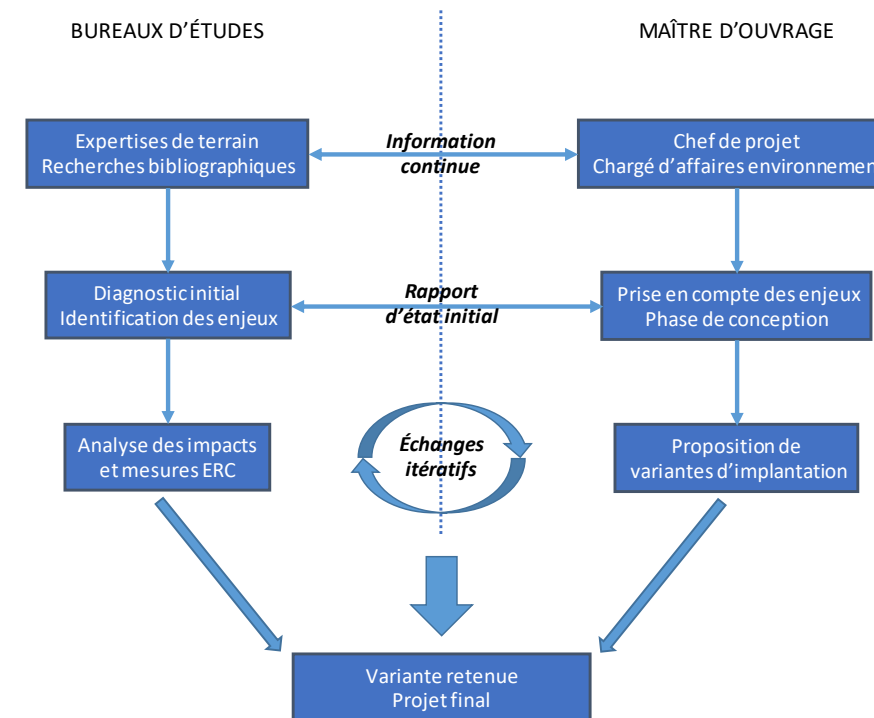 BUREAUX D’ÉTUDES
MAÎTRE D’OUVRAGE
Expertises de terrain
Recherches bibliographiques
Information
continue
Chef de projet
Chargé d’affaires environnemen
Diagnostic initial
Identification des enjeux
Rapport
d’état initial
Prise en compte des enjeux
Phase de conception
Analyse des impacts
et mesures ERC
Échanges
itératifs
Proposition de
variantes d’implantation
Variante retenue
Projet final